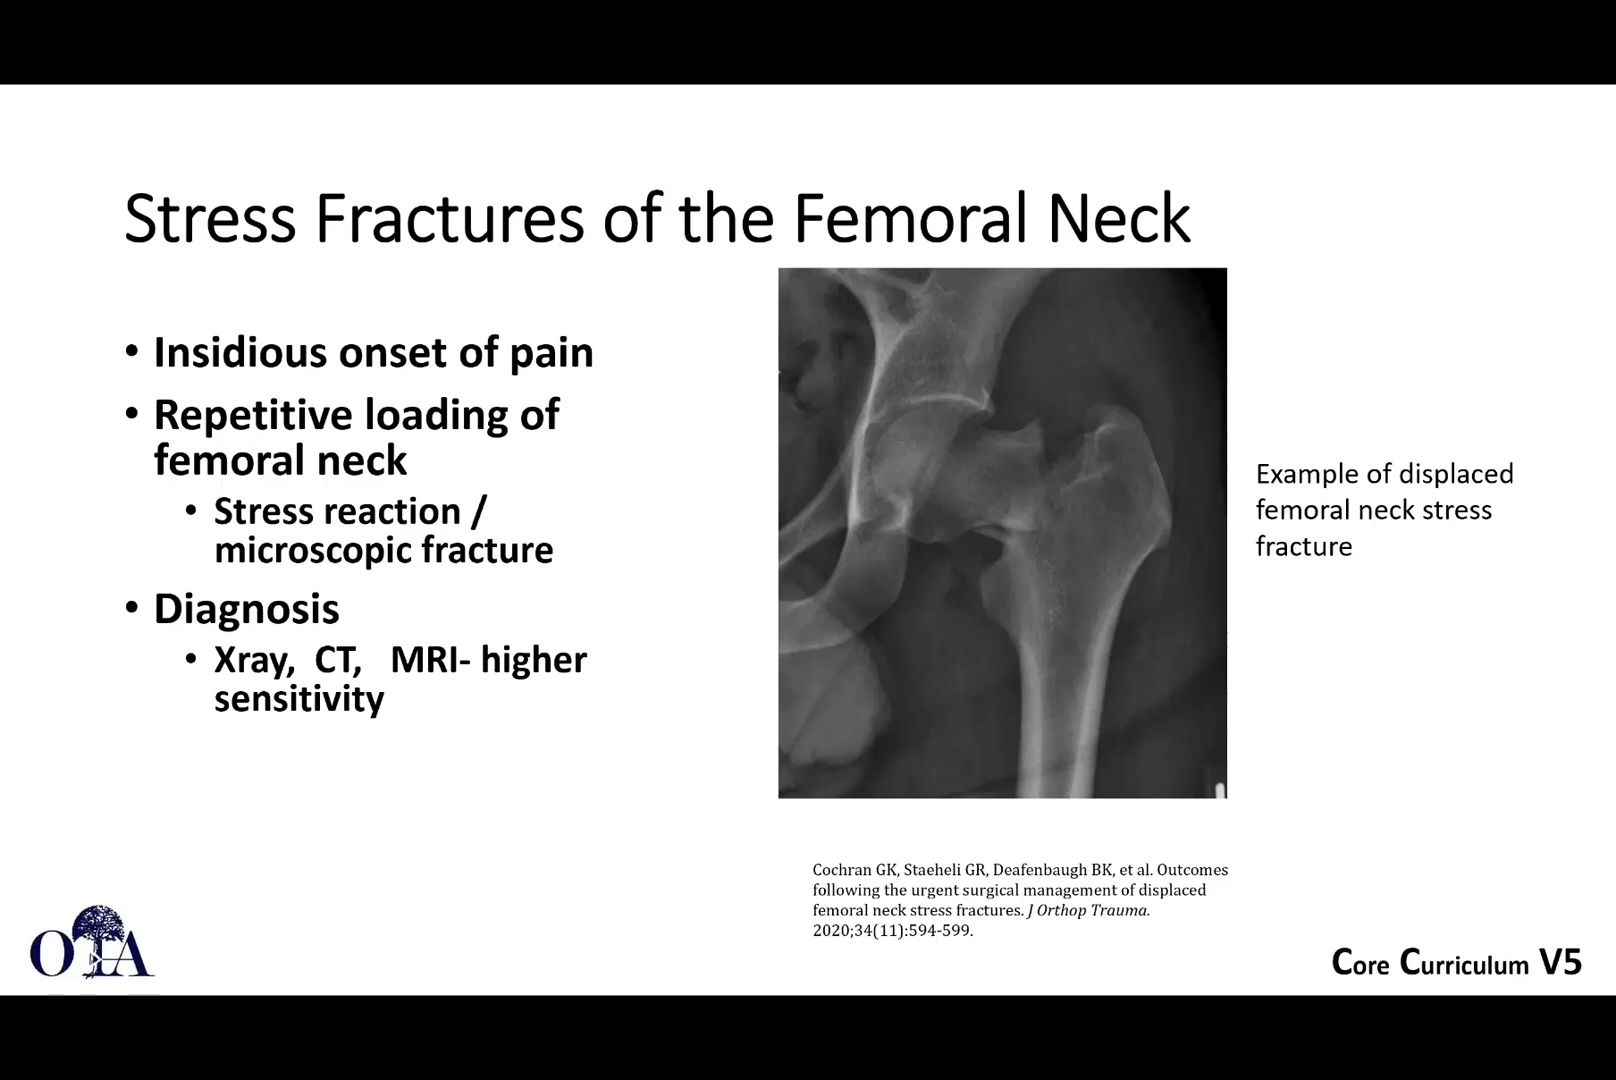 Stress Fractures of the Femoral Neck
• Insidious onset of pain
• Repetitive loading of
femoral neck
• Stress reaction /
microscopic fracture
• Diagnosis
• Xray, CT, MRI- higher
sensitivity
Example of displaced
femoral neck stress
fracture
Cochran GK, Staeheli GR, Deafenbaugh BK, et al. Outcomes
following the urgent surgical management of displaced
femoral neck stress fractures. J Orthop Trauma.
2020;34(11):594-599.
OTA
Core Curriculum V5